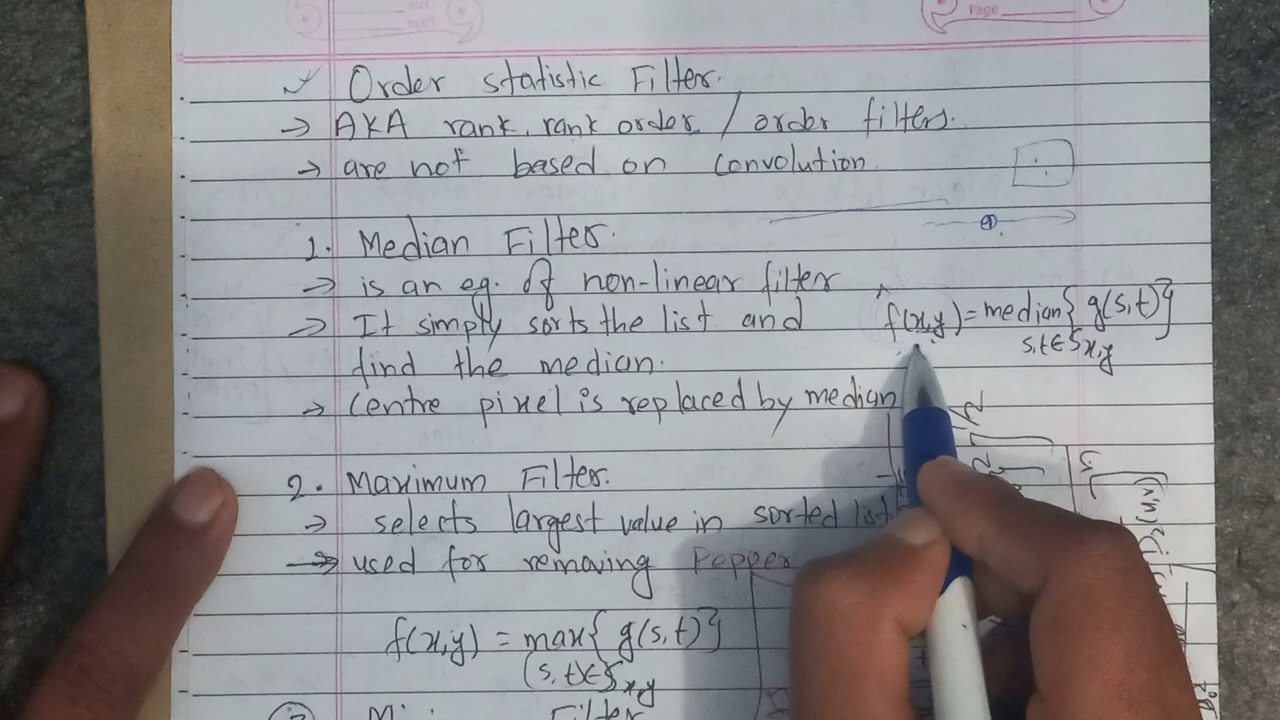 Page
Order statistic Filter.
→ AKA rank, rank order / order filters.
→ are not based on convolution.
1. Median Filter.
→ is an eg. of non-linear filter
→ It simply sorts the list and
find the median.
→ Centre pixel is replaced by median
f^(x,y) = median{ g(s,t)}
s,t∈Sx,y
2. Maximum Filter.
→ selects largest value in sorted list.
→ used for removing Pepper
f(x,y) = max{ g(s,t)}
(s,t)∈Sx,y
③ Filter